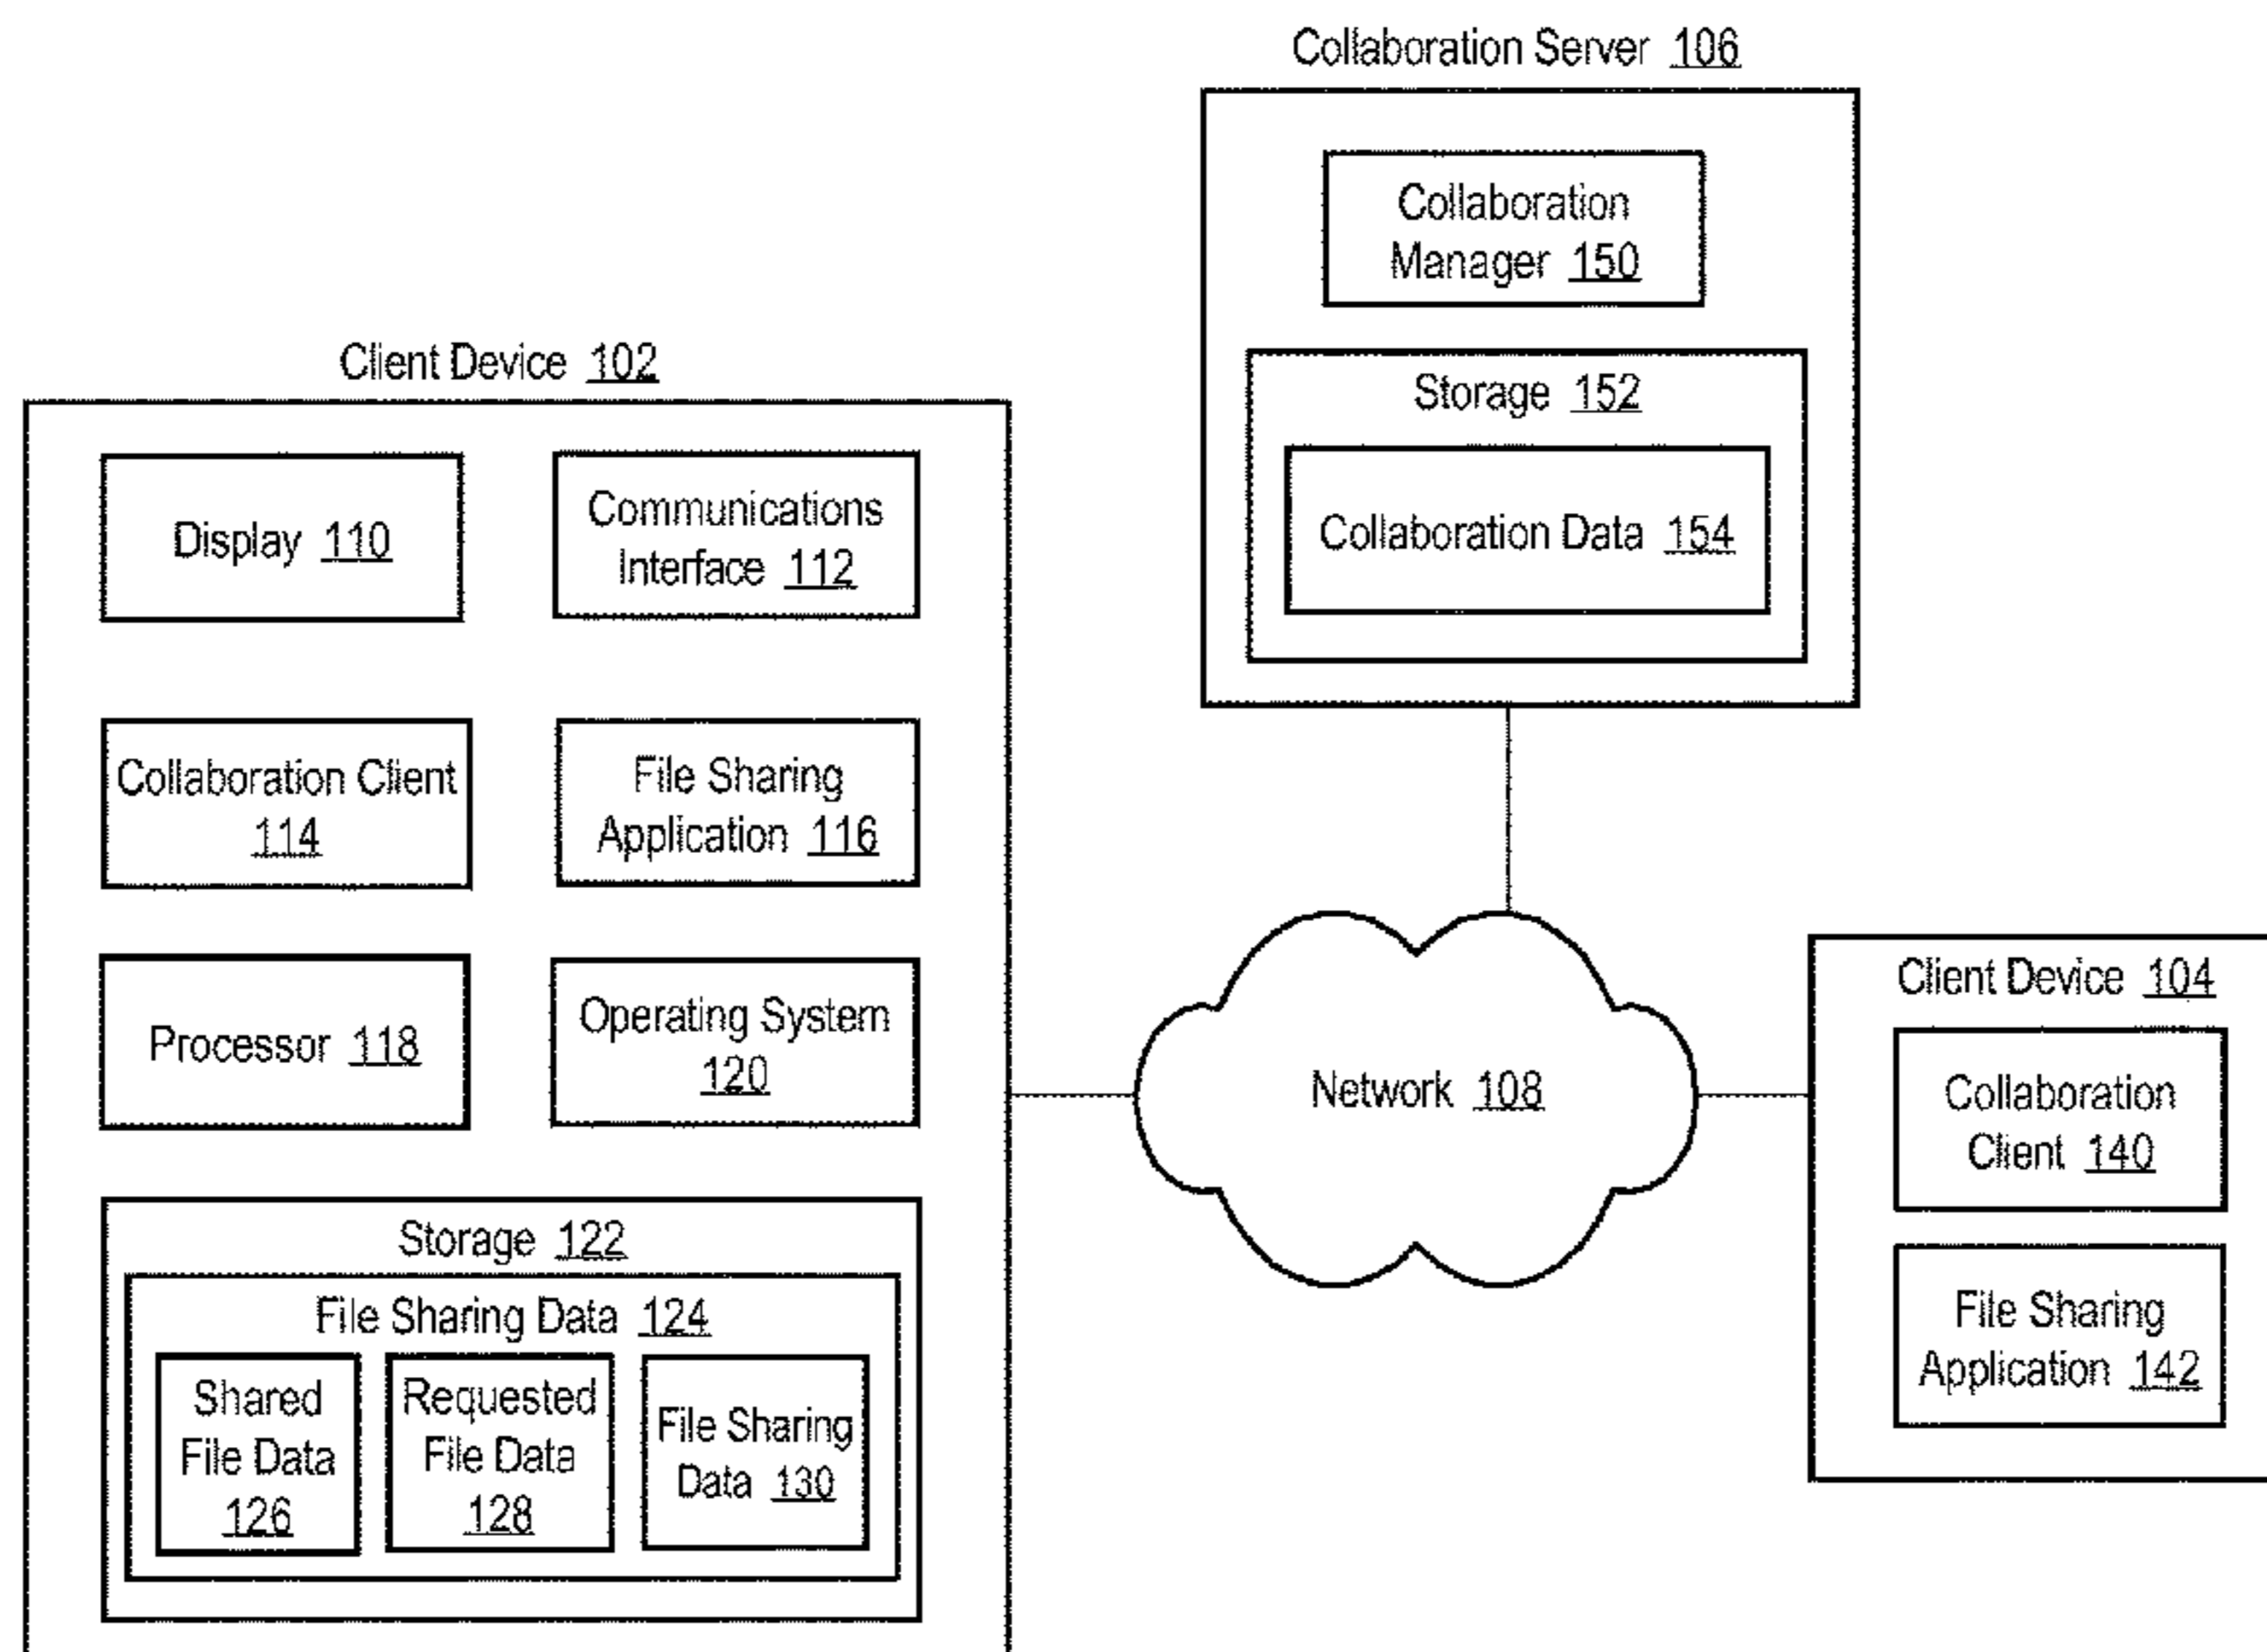 Collaboration Server 106
Collaboration
Manager 150
Storage 152
Collaboration Data 154
Client Device 102
Display 110
Communications
Interface 112
Collaboration Client
114
File Sharing
Application 116
Processor 118
Operating System
120
Storage 122
File Sharing Data 124
Shared
File Data
126
Requested
File Data
128
File Sharing
Data 130
Network 108
Client Device 104
Collaboration
Client 140
File Sharing
Application 142